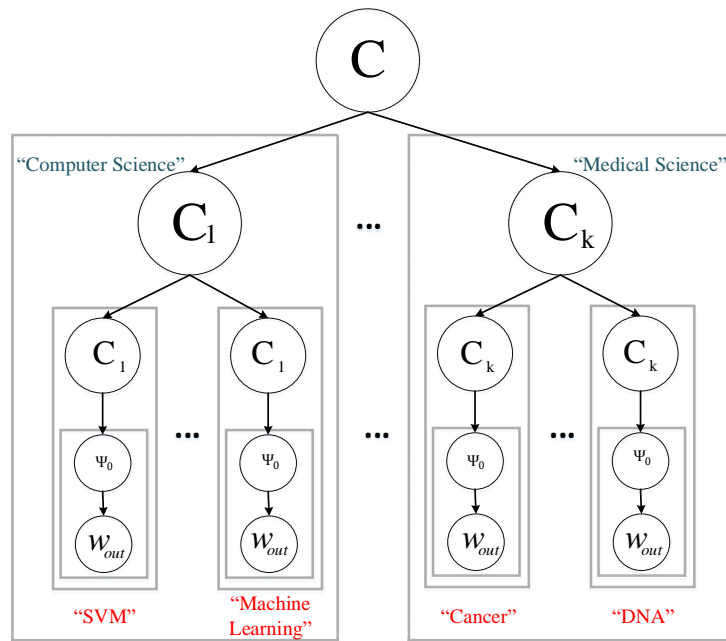 C
“Computer Science”
“Medical Science”
C1
...
Ck
C1
C1
Ck
Ck
...
...
...
Ψ0
Ψ0
Ψ0
Ψ0
wout
wout
wout
wout
“SVM”
“Machine
Learning”
“Cancer”
“DNA”